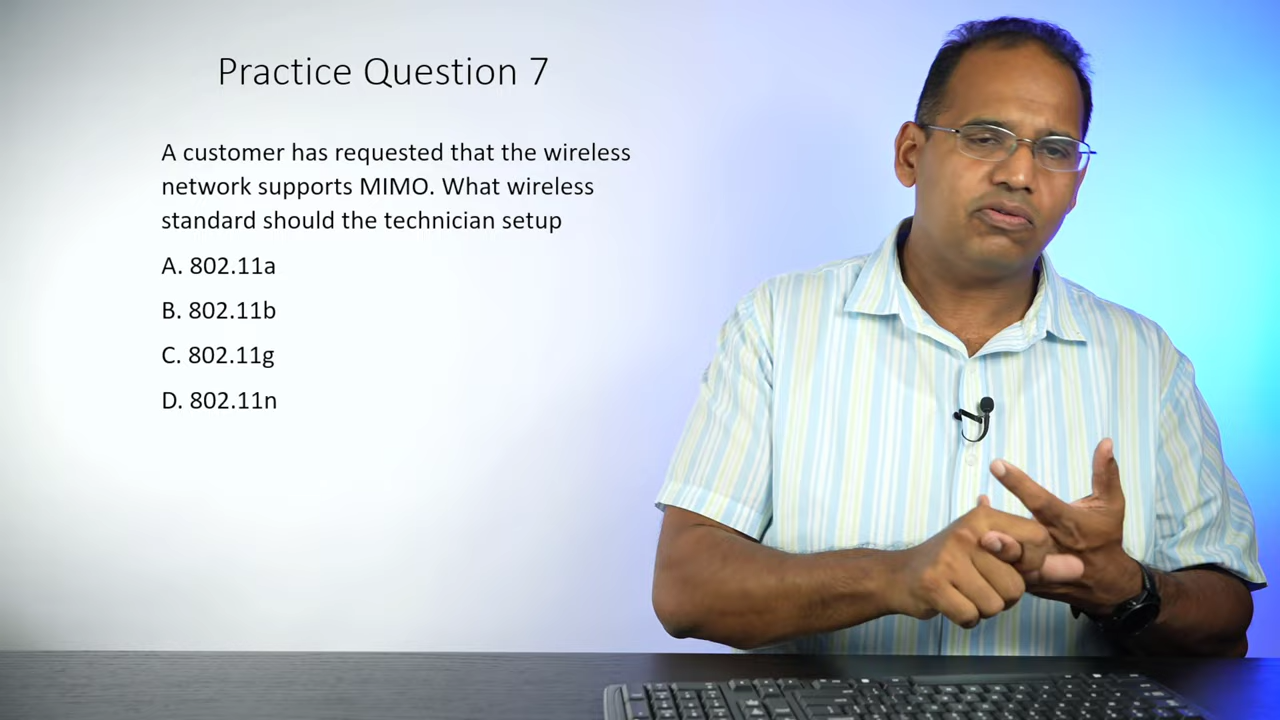 Practice Question 7
A customer has requested that the wireless
network supports MIMO. What wireless
standard should the technician setup
A. 802.11a
B. 802.11b
C. 802.11g
D. 802.11n